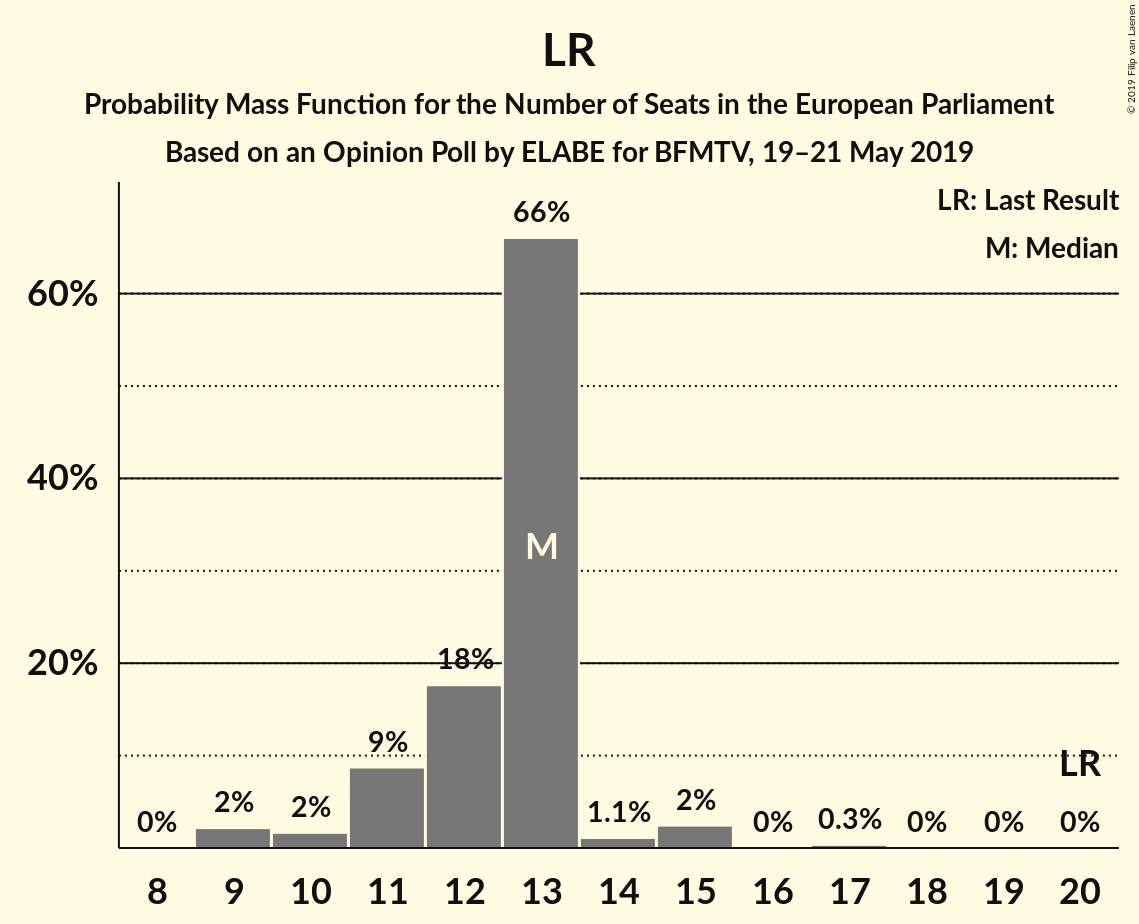 LR
Probability Mass Function for the Number of Seats in the European Parliament
Based on an Opinion Poll by ELABE for BFMTV, 19–21 May 2019
© 2019 Filip van Laenen
LR: Last Result
M: Median
66%
60%
40%
M
20%
18%
9%
LR
0%
2%
2%
1.1%
2%
0%
0.3%
0%
0%
0%
8 9 10 11 12 13 14 15 16 17 18 19 20